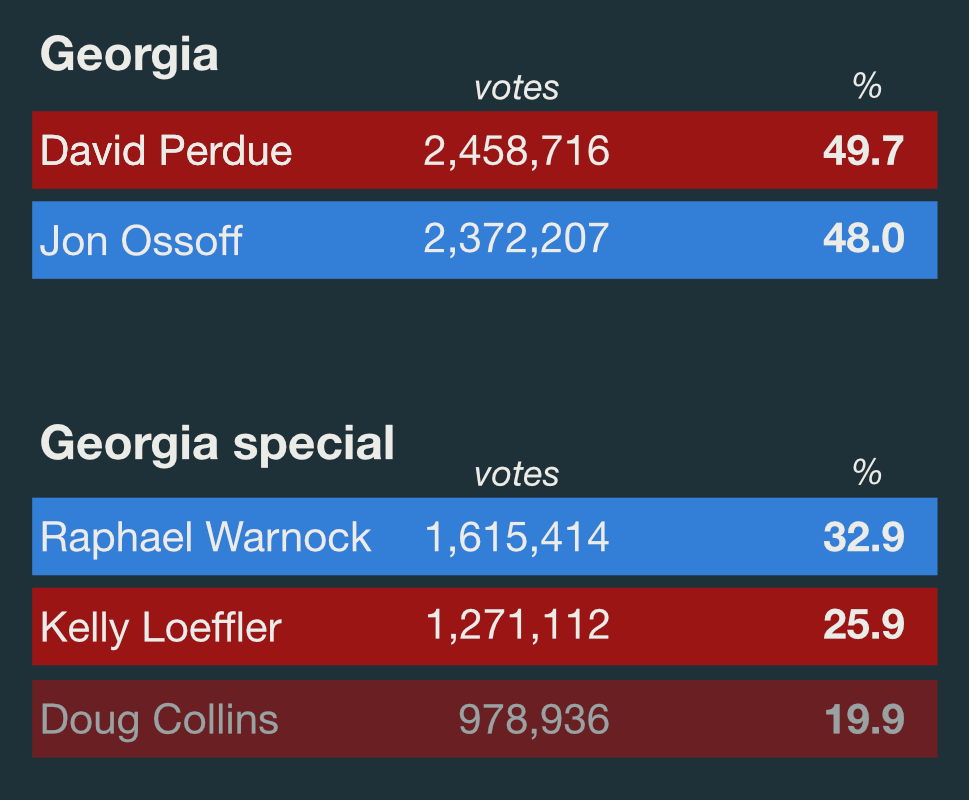 Georgia
votes %
David Perdue 2,458,716 49.7
Jon Ossoff 2,372,207 48.0
Georgia special
votes %
Raphael Warnock 1,615,414 32.9
Kelly Loeffler 1,271,112 25.9
Doug Collins 978,936 19.9